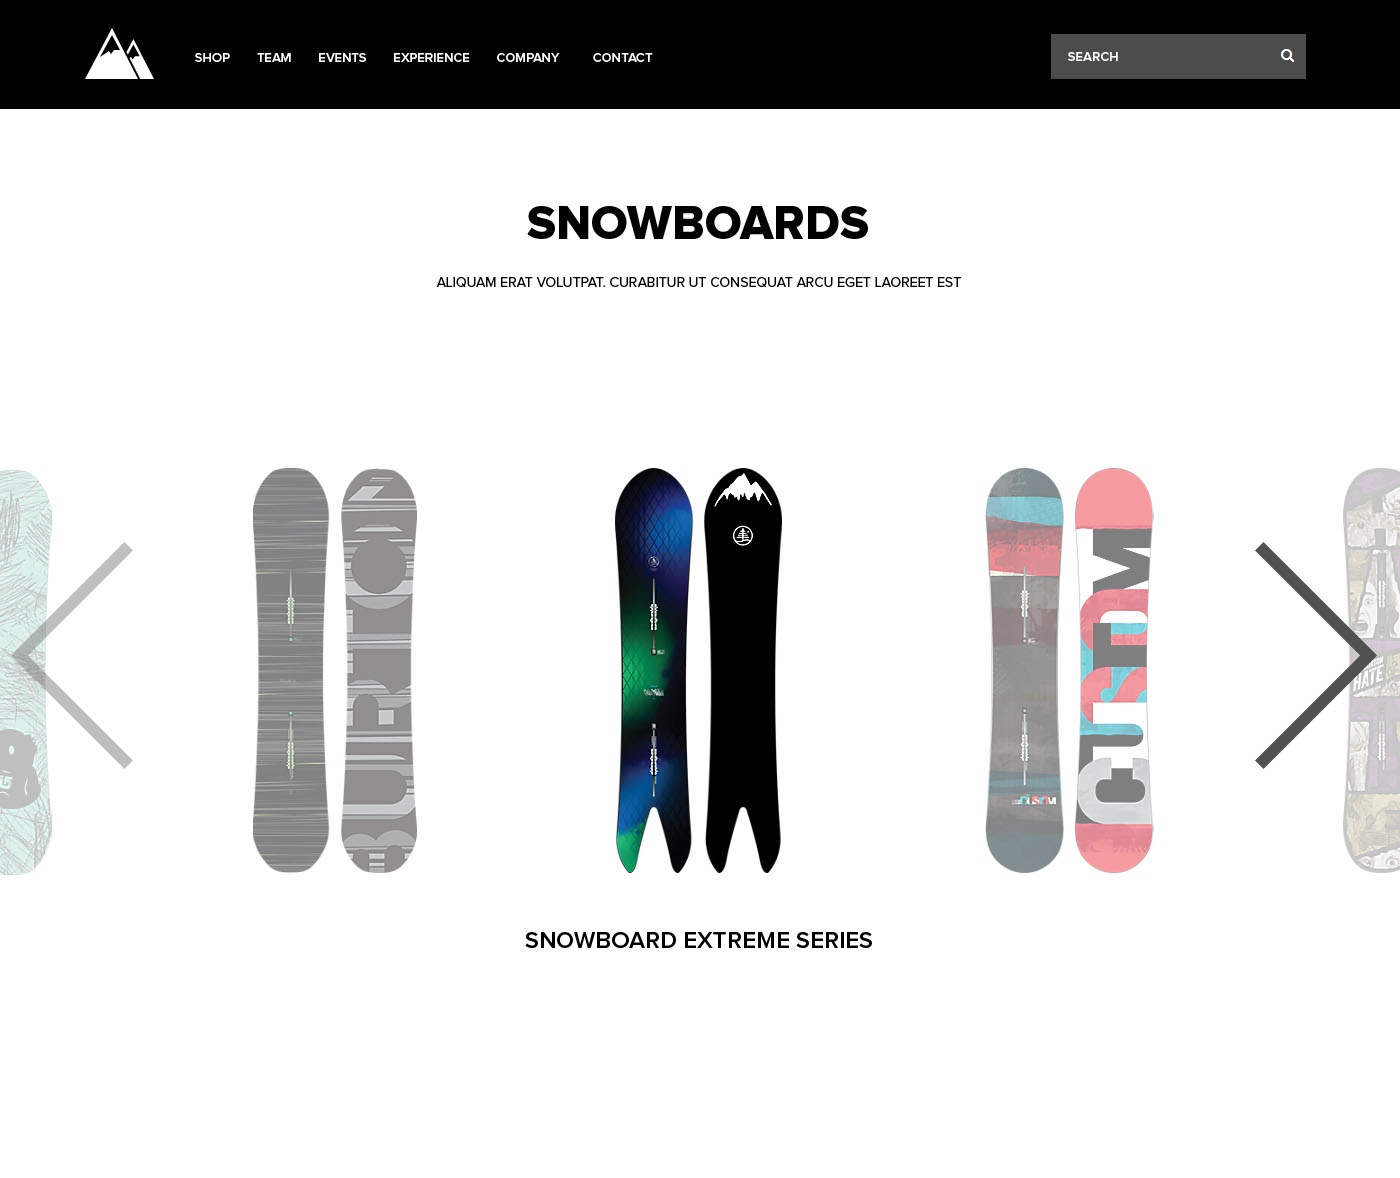 SHOP TEAM EVENTS EXPERIENCE COMPANY CONTACT SEARCH
SNOWBOARDS
ALIQUAM ERAT VOLUTPAT. CURABITUR UT CONSEQUAT ARCU EGET LAOREET EST
BURTON
CUSTOM
CUSTOM
HATE
SNOWBOARD EXTREME SERIES